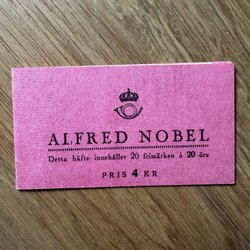 ALFRED NOBEL
Detta häfte innehåller 20 frimärken à 20 öre
PRIS 4 KR